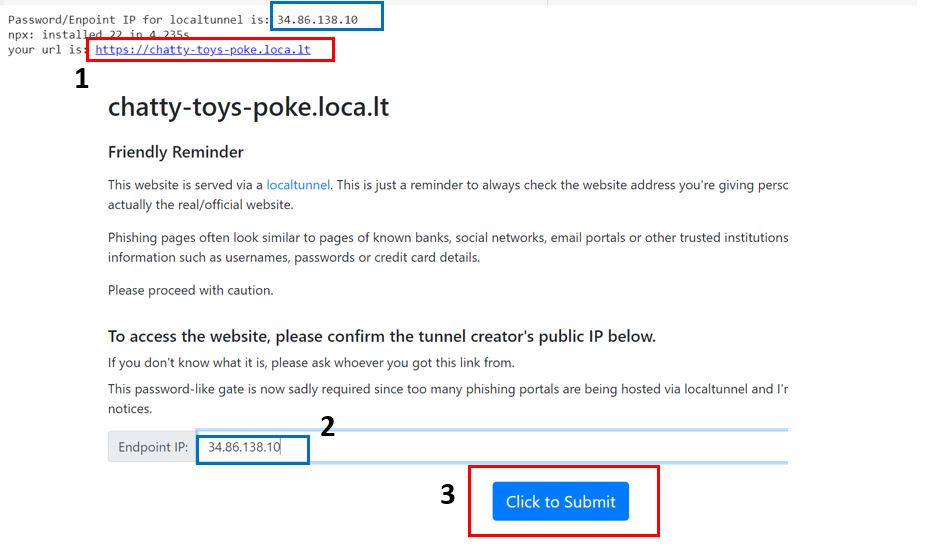 Password/Enpoint IP for localtunnel is: 34.86.138.10
npx: installed 22 in 4.235s
your url is: https://chatty-toys-poke.loca.lt
1
chatty-toys-poke.loca.lt
Friendly Reminder
This website is served via a localtunnel. This is just a reminder to always check the website address you're giving
actually the real/official website.
Phishing pages often look similar to pages of known banks, social networks, email portals or other trusted institutions
information such as usernames, passwords or credit card details.
Please proceed with caution.
To access the website, please confirm the tunnel creator's public IP below.
If you don't know what it is, please ask whoever you got this link from.
This password-like gate is now sadly required since too many phishing portals are being hosted via localtunnel and
notices.
2
Endpoint IP: 34.86.138.10
3
Click to Submit